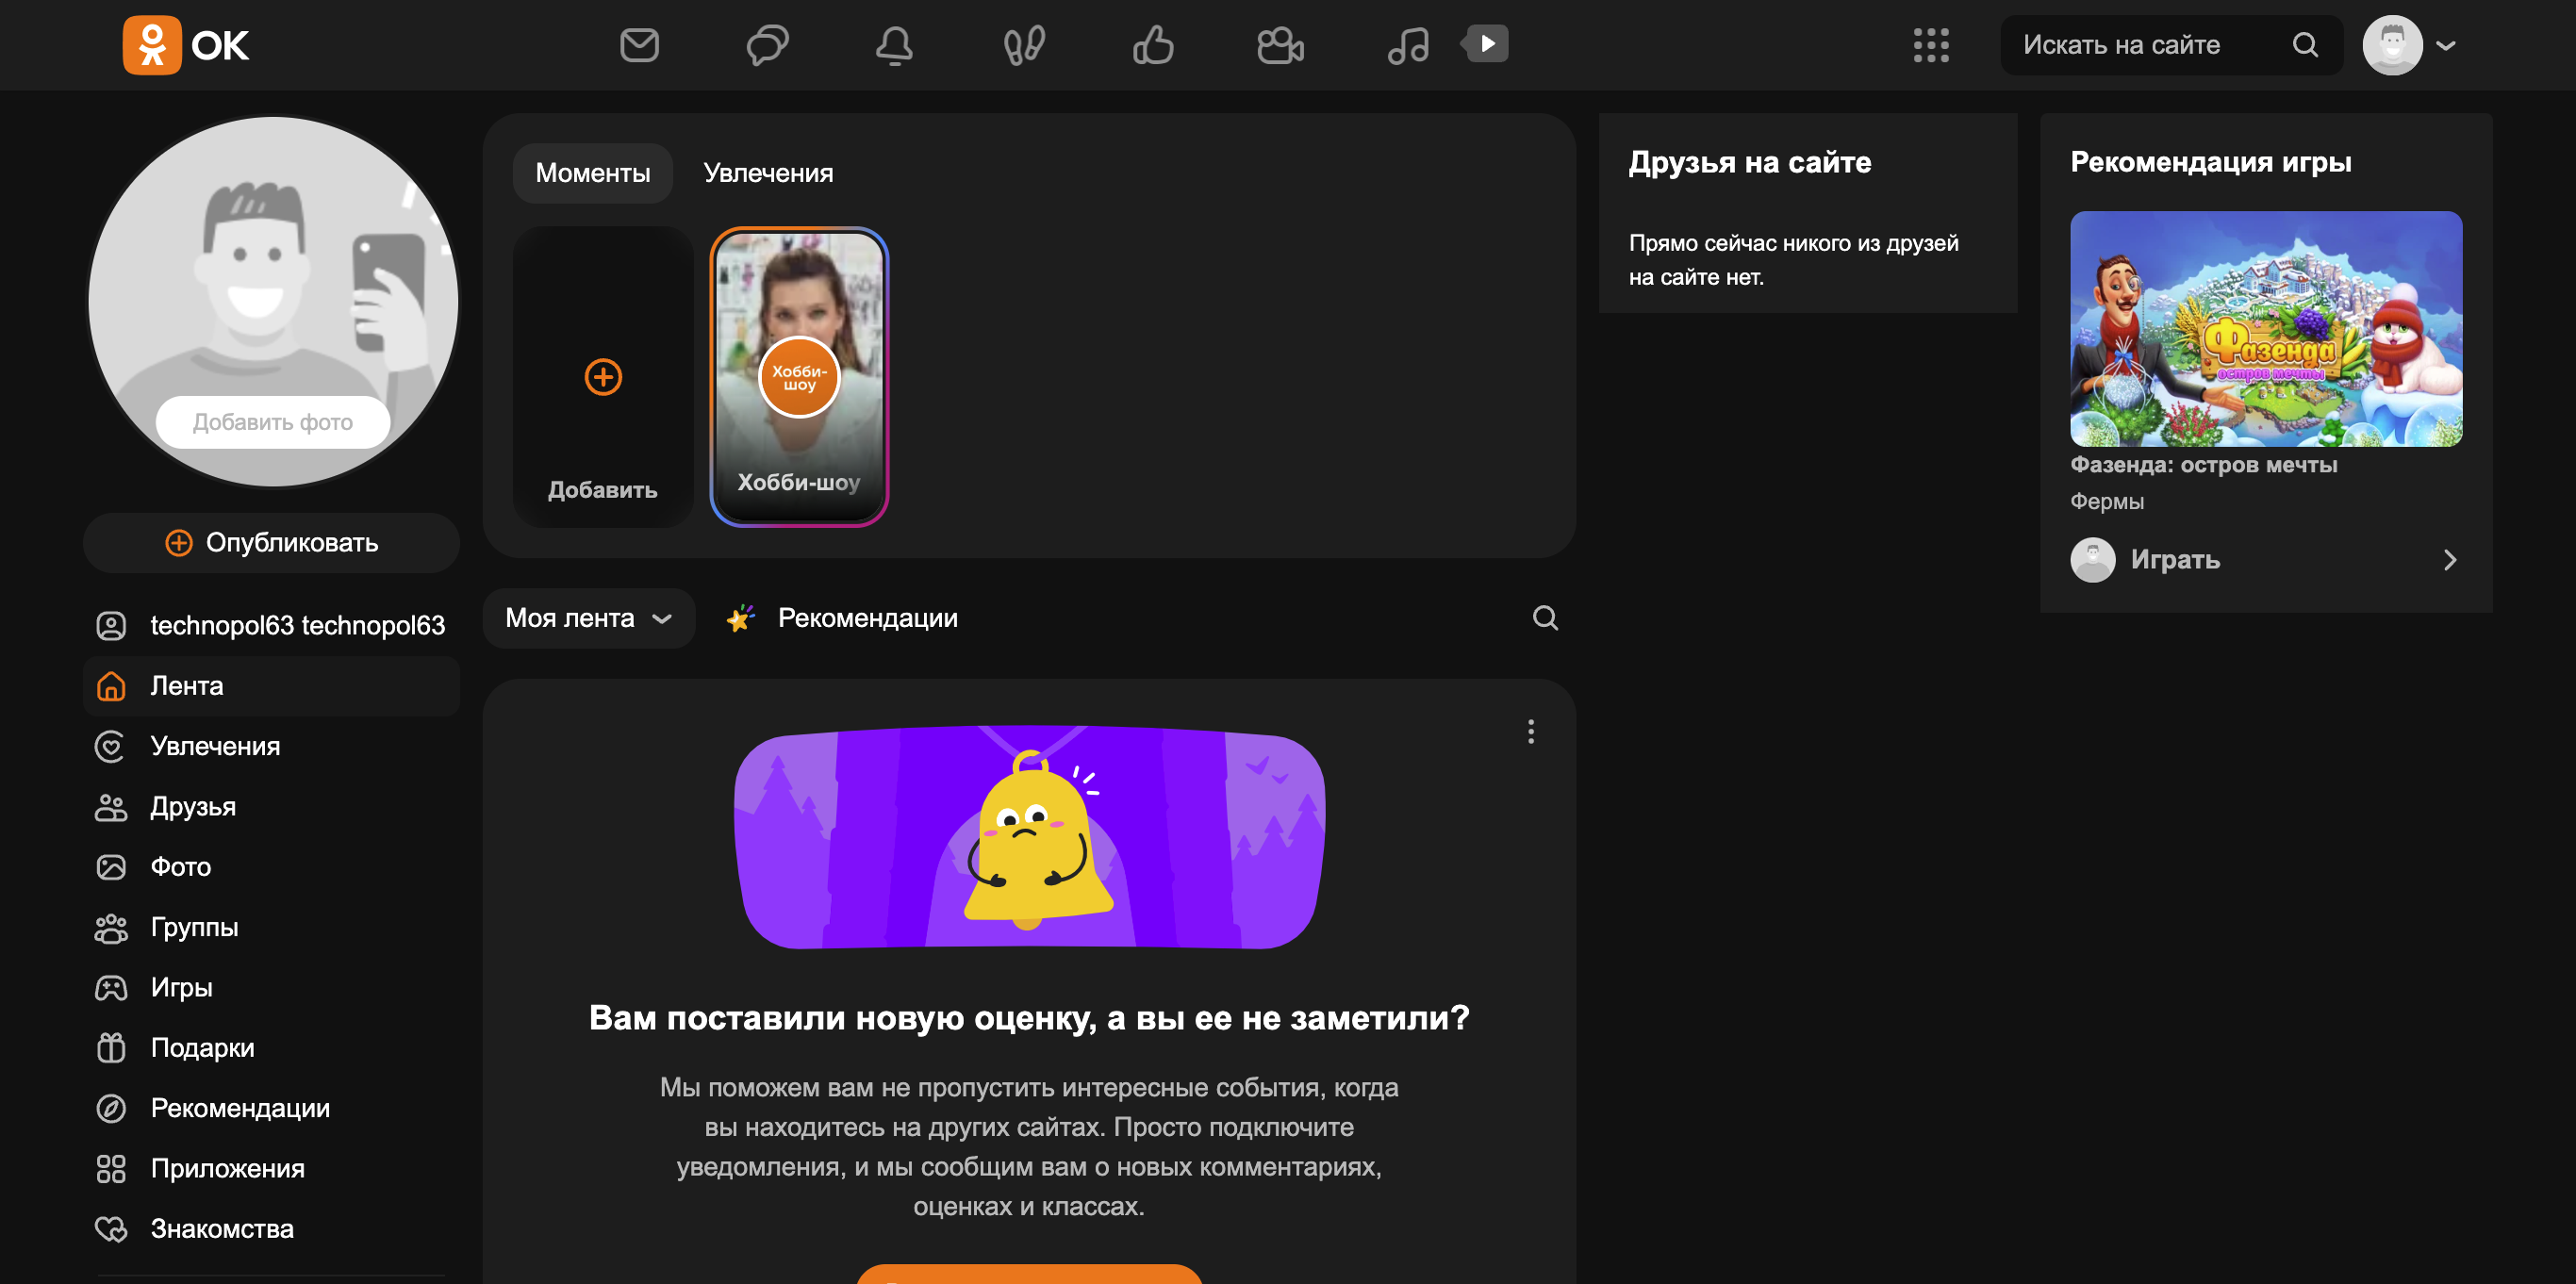 OK
Искать на сайте
Добавить фото
Опубликовать
technopol63 technopol63
Лента
Увлечения
Друзья
Фото
Группы
Игры
Подарки
Рекомендации
Приложения
Знакомства
Моменты
Увлечения
Добавить
Хобби-
шоу
Хобби-шоу
Моя лента
Рекомендации
Вам поставили новую оценку, а вы ее не заметили?
Мы поможем вам не пропустить интересные события, когда
вы находитесь на других сайтах. Просто подключите
уведомления, и мы сообщим вам о новых комментариях,
оценках и классах.
Друзья на сайте
Прямо сейчас никого из друзей
на сайте нет.
Рекомендация игры
Фазенда
остров мечты
Фазенда: остров мечты
Фермы
Играть